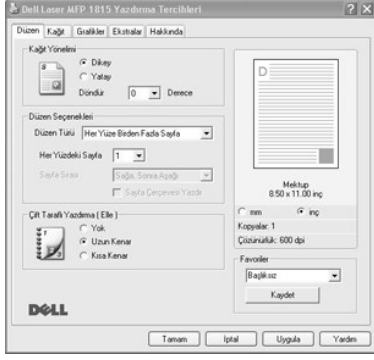 Dell Laser MFP 1815 Yazdırma Tercihleri
Düzen Kağıt Grafikler Ekstralar Hakkında
Kağıt Yönelimi
Dikey
Yatay
Döndür 0 Derece
Düzen Seçenekleri
Düzen Türü Her Yüze Birden Fazla Sayfa
Her Yüzdeki Sayfa 1
Sayfa Sırası Sağa, Sonra Aşağı
Sayfa Çerçevesi Yazdır
Çift Taraflı Yazdırma ( Elle )
Yok
Uzun Kenar
Kısa Kenar
DELL
Mektup
8.50 x 11.00 inç
mm inç
Kopyalar: 1
Çözünürlük: 600 dpi
Favoriler
Başlıksız
Kaydet
Tamam İptal Uygula Yardım